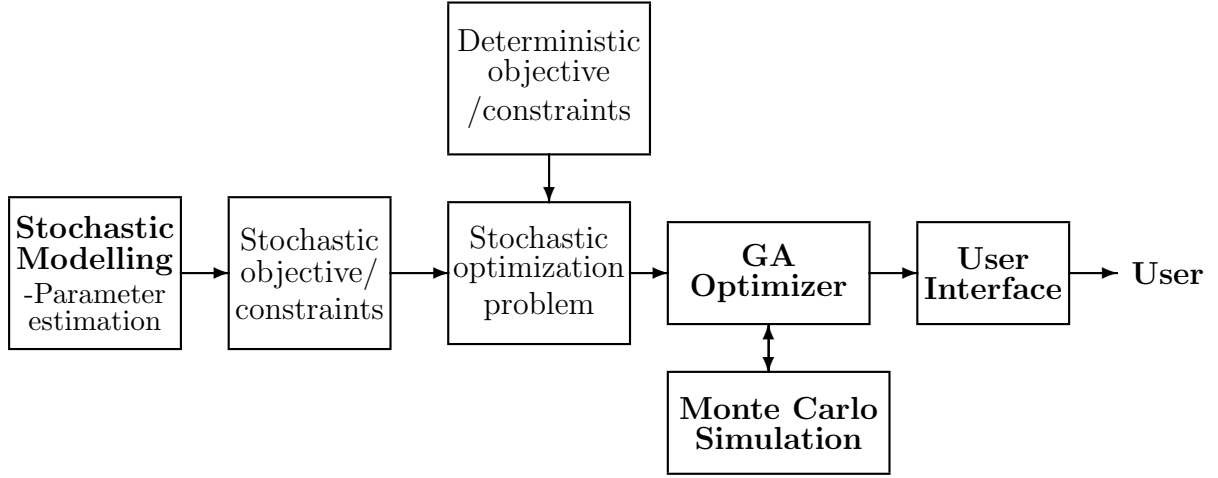 Deterministic
objective
/constraints
Stochastic
Modelling
-Parameter
estimation
Stochastic
objective/
constraints
Stochastic
optimization
problem
GA
Optimizer
User
Interface
User
Monte Carlo
Simulation